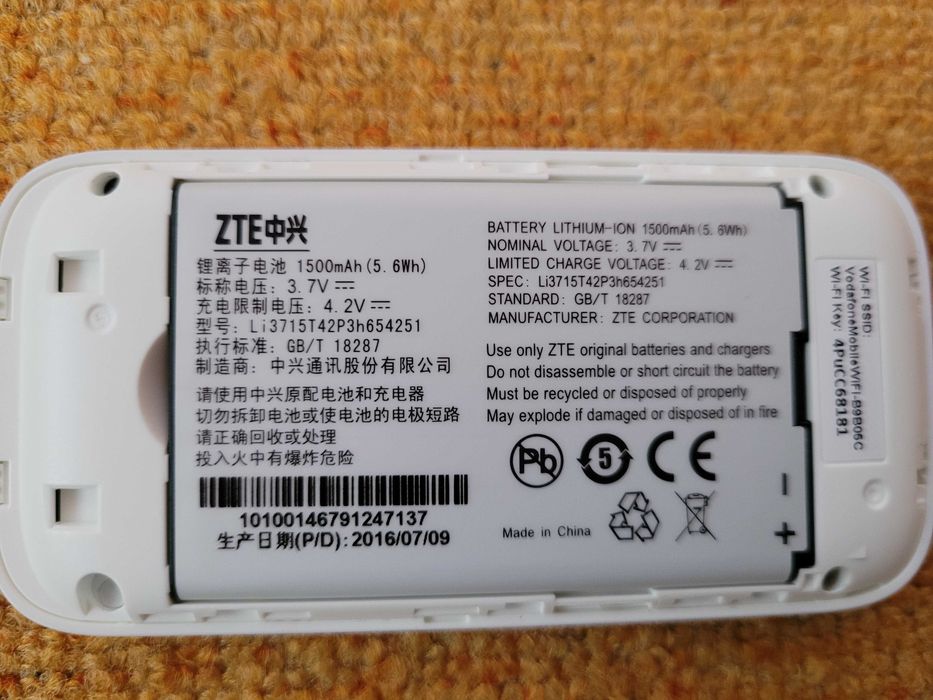 ZTE中兴
锂离子电池 1500mAh(5.6Wh)
标称电压: 3.7V
充电限制电压: 4.2V
型号: Li3715T42P3h654251
执行标准: GB/T 18287
制造商: 中兴通讯股份有限公司
请使用中兴原配电池和充电器
切勿拆卸电池或使电池的电极短路
请正确回收或处理
投入火中有爆炸危险
10100146791247137
生产日期(P/D): 2016/07/09
BATTERY LITHIUM-ION 1500mAh(5.6Wh)
NOMINAL VOLTAGE: 3.7V
LIMITED CHARGE VOLTAGE: 4.2V
SPEC: Li3715T42P3h654251
STANDARD: GB/T 18287
MANUFACTURER: ZTE CORPORATION
Use only ZTE original batteries and chargers
Do not disassemble or short circuit the battery
Must be recycled or disposed of properly
May explode if damaged or disposed of in fire
Pb 5 CE
Made in China
-
+
Wi-Fi SSID:
VodafoneMobileWiFi-B9B05C
Wi-Fi Key: 4PuCC68181